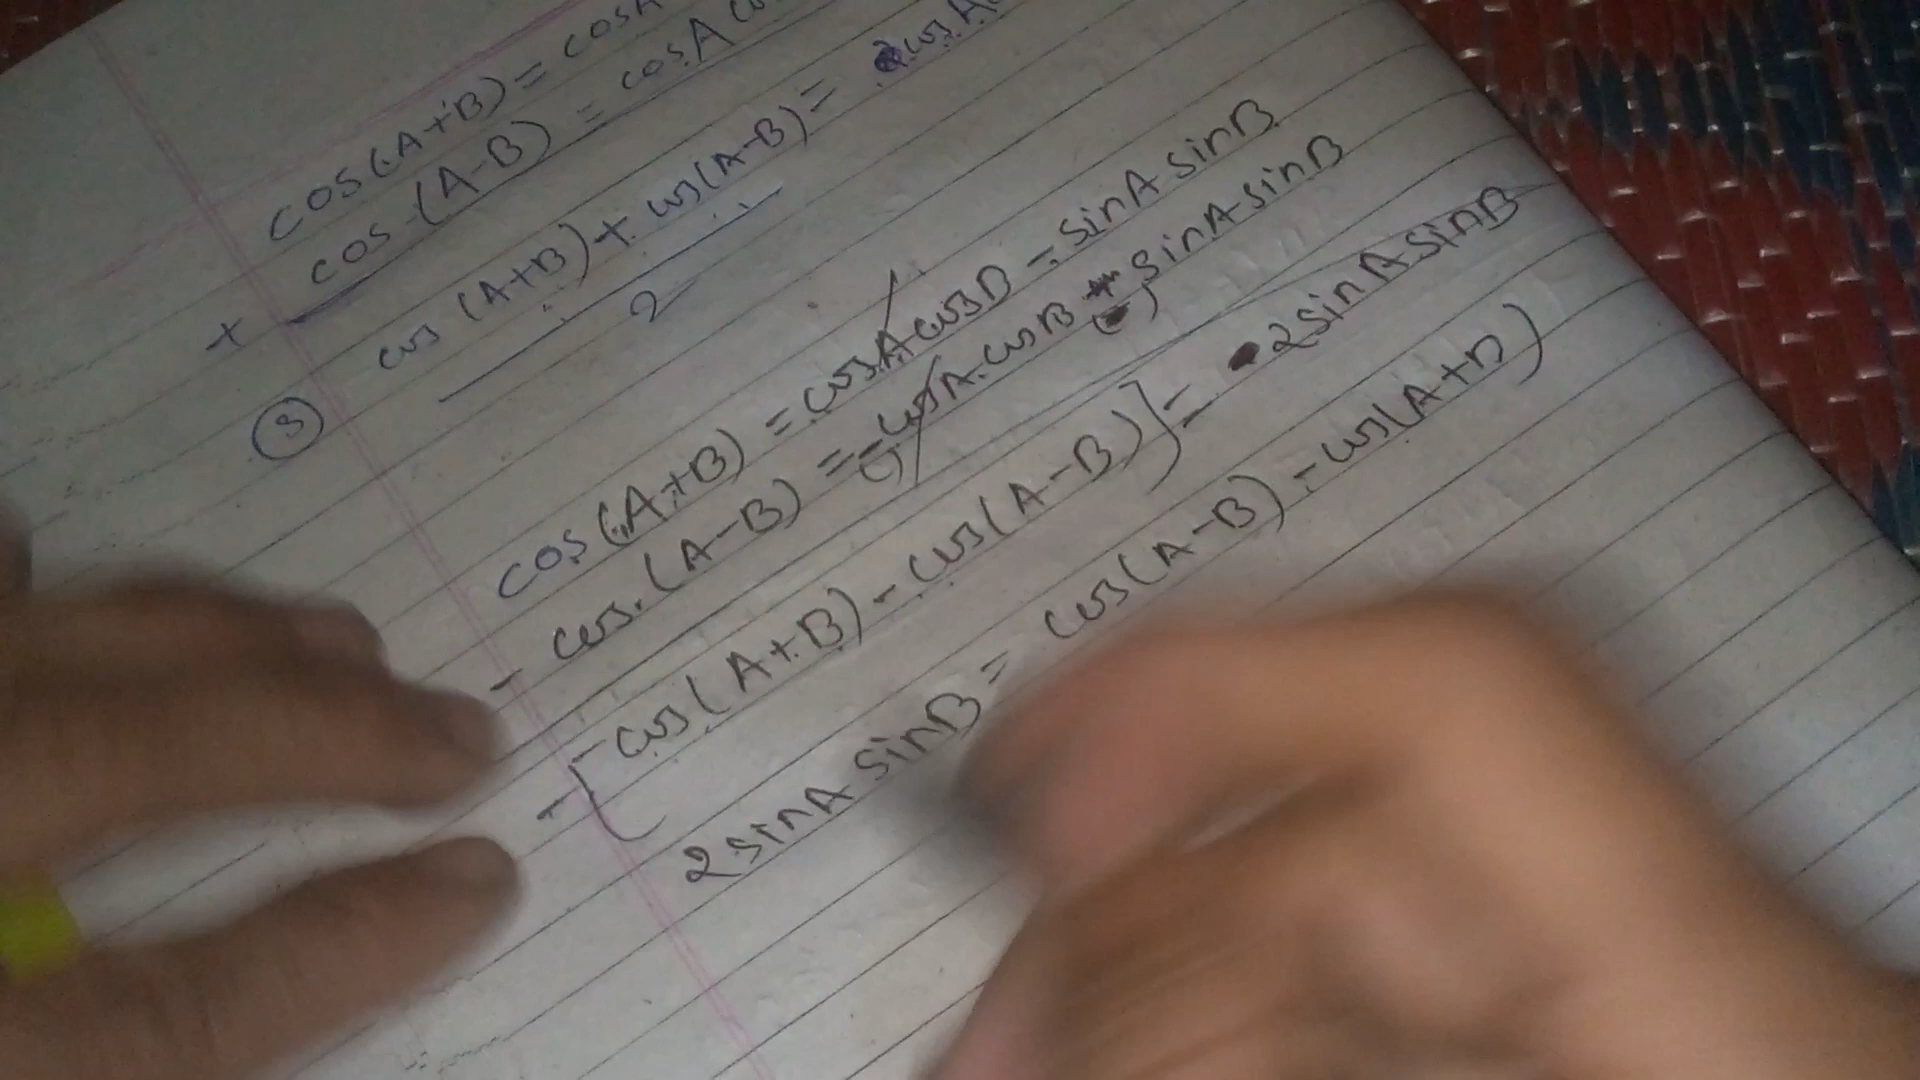 cos(A+B) = cosA
+ cos(A-B) = cosA
cos(A+B) + cos(A-B) = 2cosA
2
(3)
cos(A+B) = cosA cosB - sinA sinB
- cos(A-B) = -cosA cosB + sinA sinB
(-) (-)
-[cos(A+B) - cos(A-B)] = -2sinA sinB
2sinA sinB = cos(A-B) - cos(A+B)